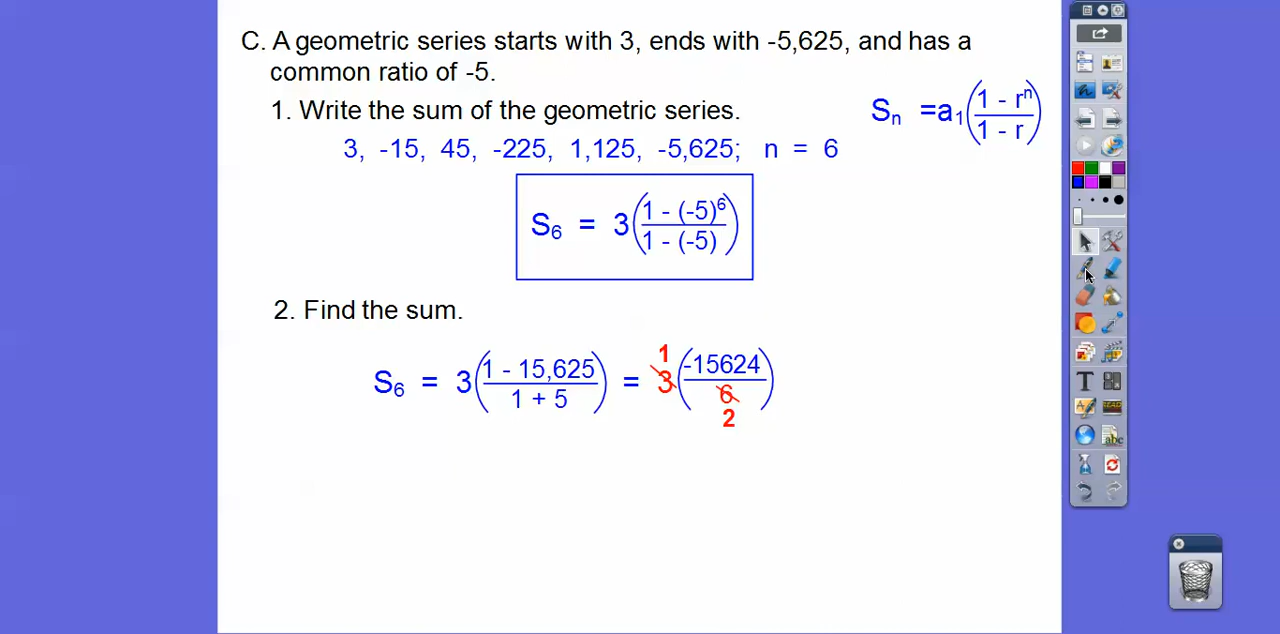 C. A geometric series starts with 3, ends with -5,625, and has a
common ratio of -5.
1. Write the sum of the geometric series.
Sₙ =a₁(1 - rⁿ / 1 - r)
3, -15, 45, -225, 1,125, -5,625; n = 6
S₆ = 3(1 - (-5)⁶ / 1 - (-5))
2. Find the sum.
S₆ = 3(1 - 15,625 / 1 + 5) = 3(-15624 / 6)
1
2